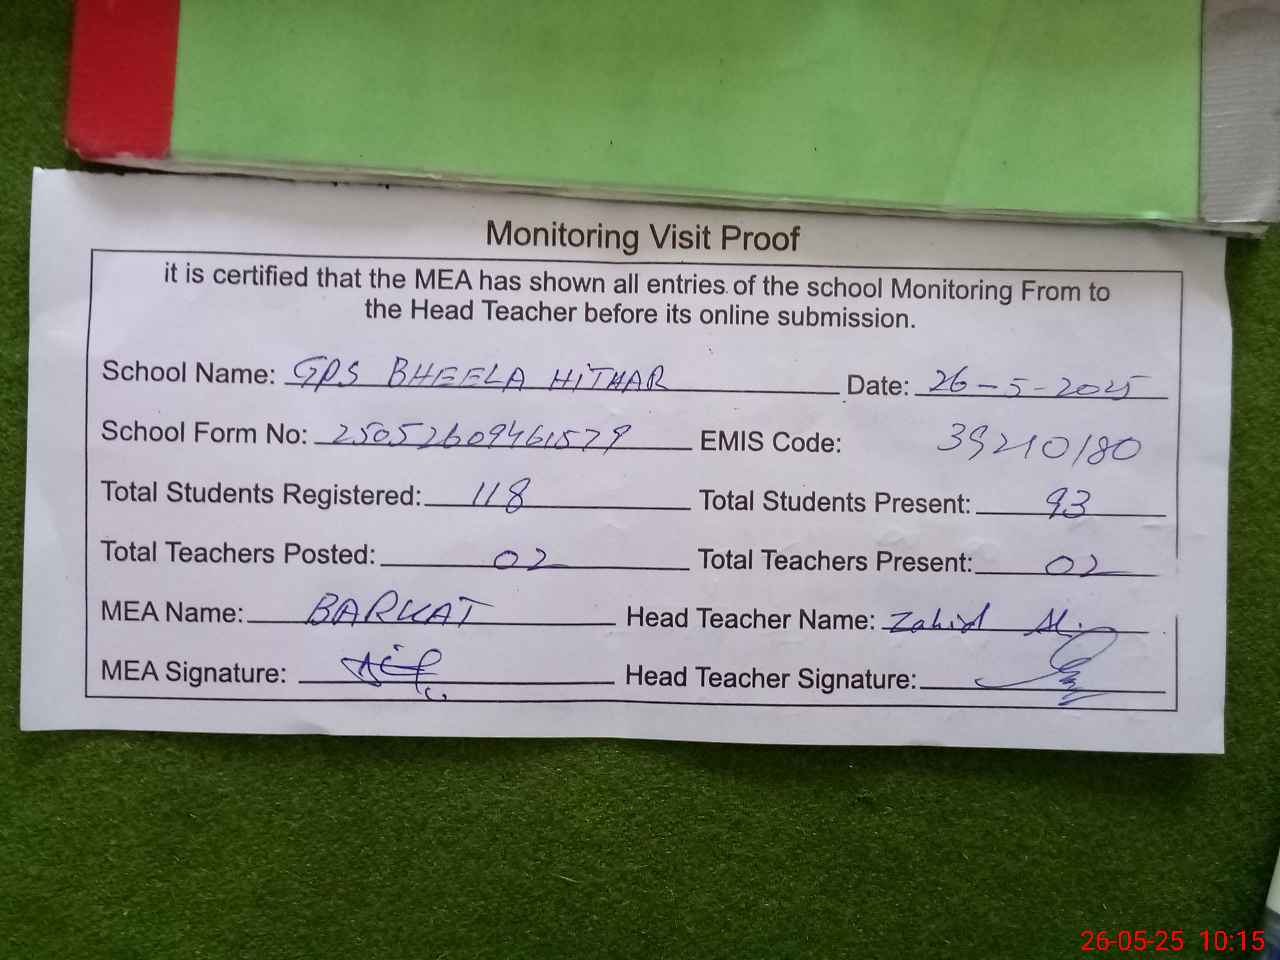 Monitoring Visit Proof
it is certified that the MEA has shown all entries of the school Monitoring From to
the Head Teacher before its online submission.
School Name: GPS BHEELA HITHAR Date: 26-5-2025
School Form No: 25052609461579 EMIS Code: 39210180
Total Students Registered: 118 Total Students Present: 93
Total Teachers Posted: 02 Total Teachers Present: 02
MEA Name: BARKAT Head Teacher Name: Zahid Ali
MEA Signature: Head Teacher Signature:
26-05-25 10:15